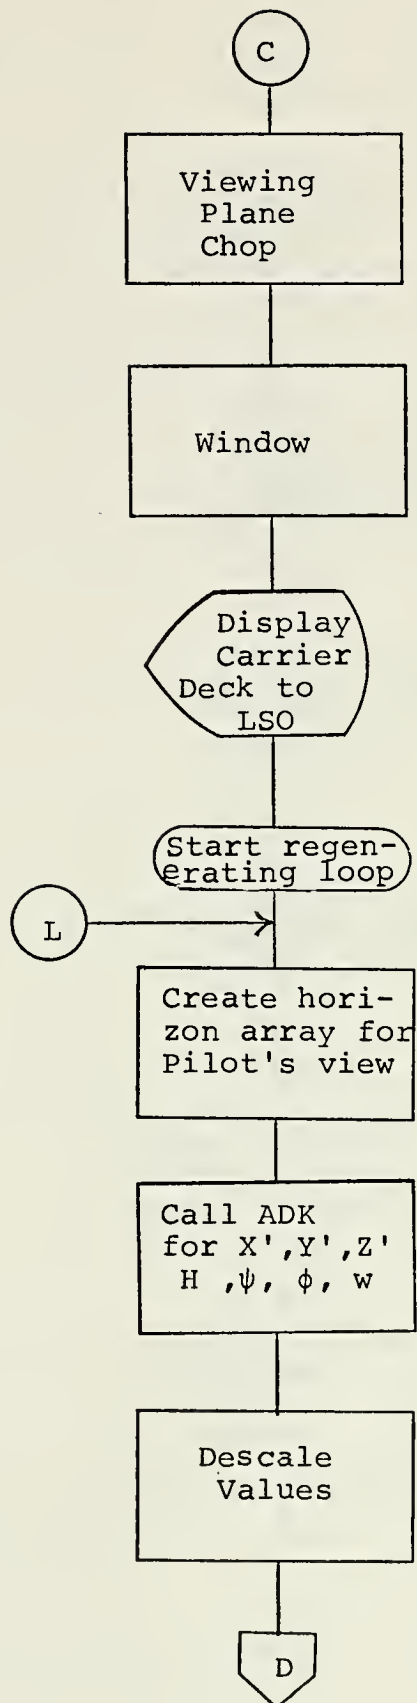 C
Viewing
Plane
Chop
Window
Display
Carrier
Deck to
LSO
Start regen-
erating loop
L
Create hori-
zon array for
Pilot's view
Call ADK
for X',Y',Z'
H ,ψ, φ, w
Descale
Values
D